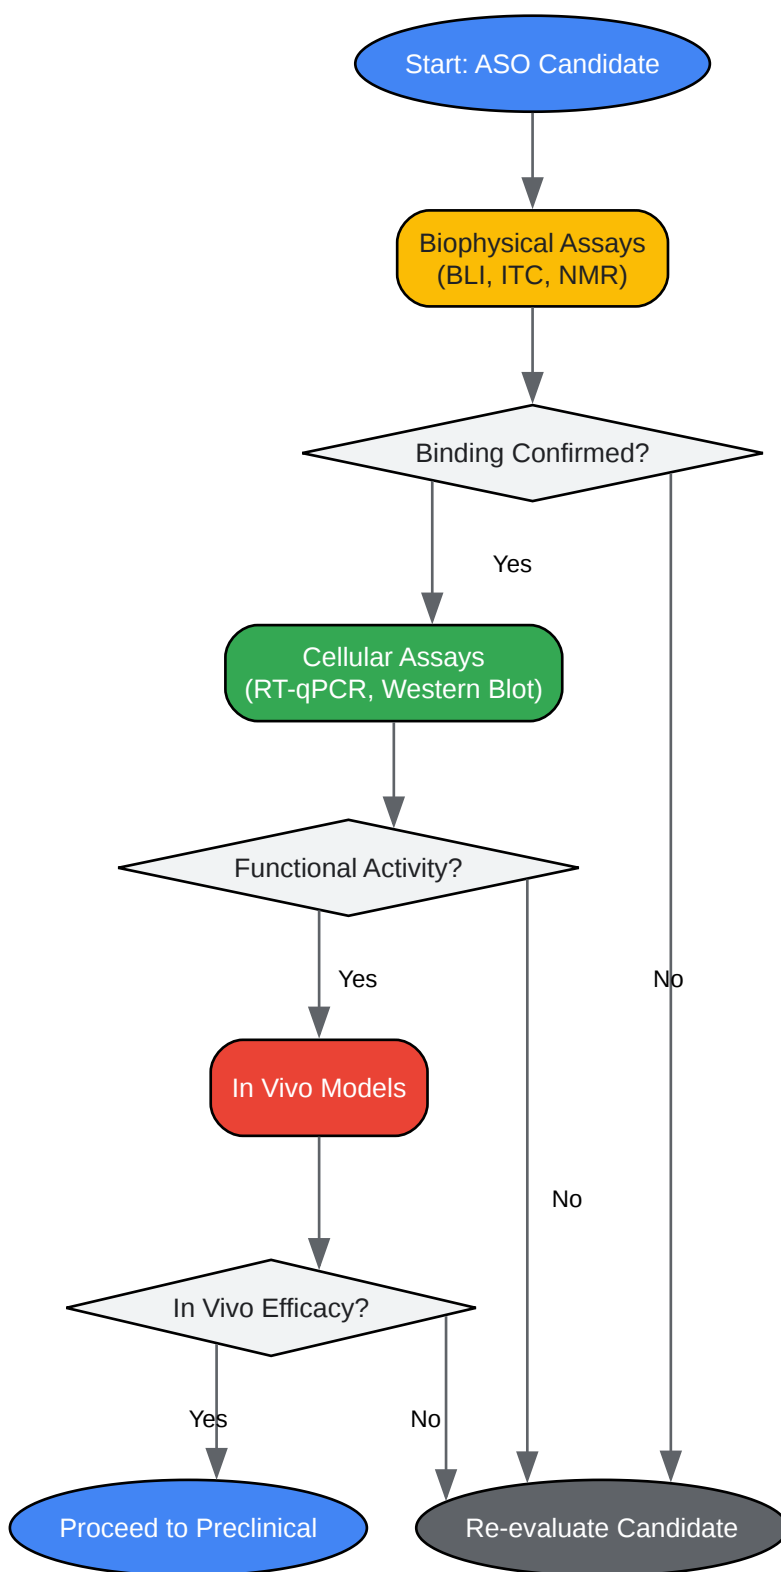 Start: ASO Candidate
Biophysical Assays
(BLI, ITC, NMR)
Binding Confirmed?
Yes
Cellular Assays
(RT-qPCR, Western Blot)
Functional Activity?
Yes
No
In Vivo Models
No
In Vivo Efficacy?
Yes
No
Proceed to Preclinical
Re-evaluate Candidate